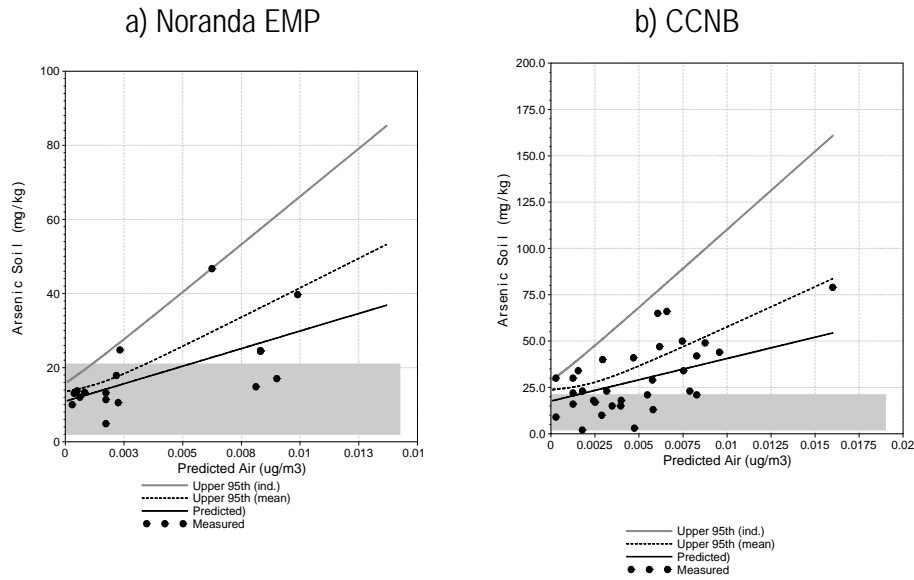 a) Noranda EMP
b) CCNB
Arsenic Soil (mg/kg)
100
80
60
40
20
0
0
0.003
0.005
0.008
0.01
0.013
0.01
Predicted Air (ug/m3)
Upper 95th (ind.)
Upper 95th (mean)
Predicted)
Measured
Arsenic Soil (mg/kg)
200.0
175.0
150.0
125.0
100.0
75.0
50.0
25.0
0.0
0
0.0025
0.005
0.0075
0.01
0.0125
0.015
0.0175
0.02
Predicted Air (ug/m3)
Upper 95th (ind.)
Upper 95th (mean)
Predicted)
Measured